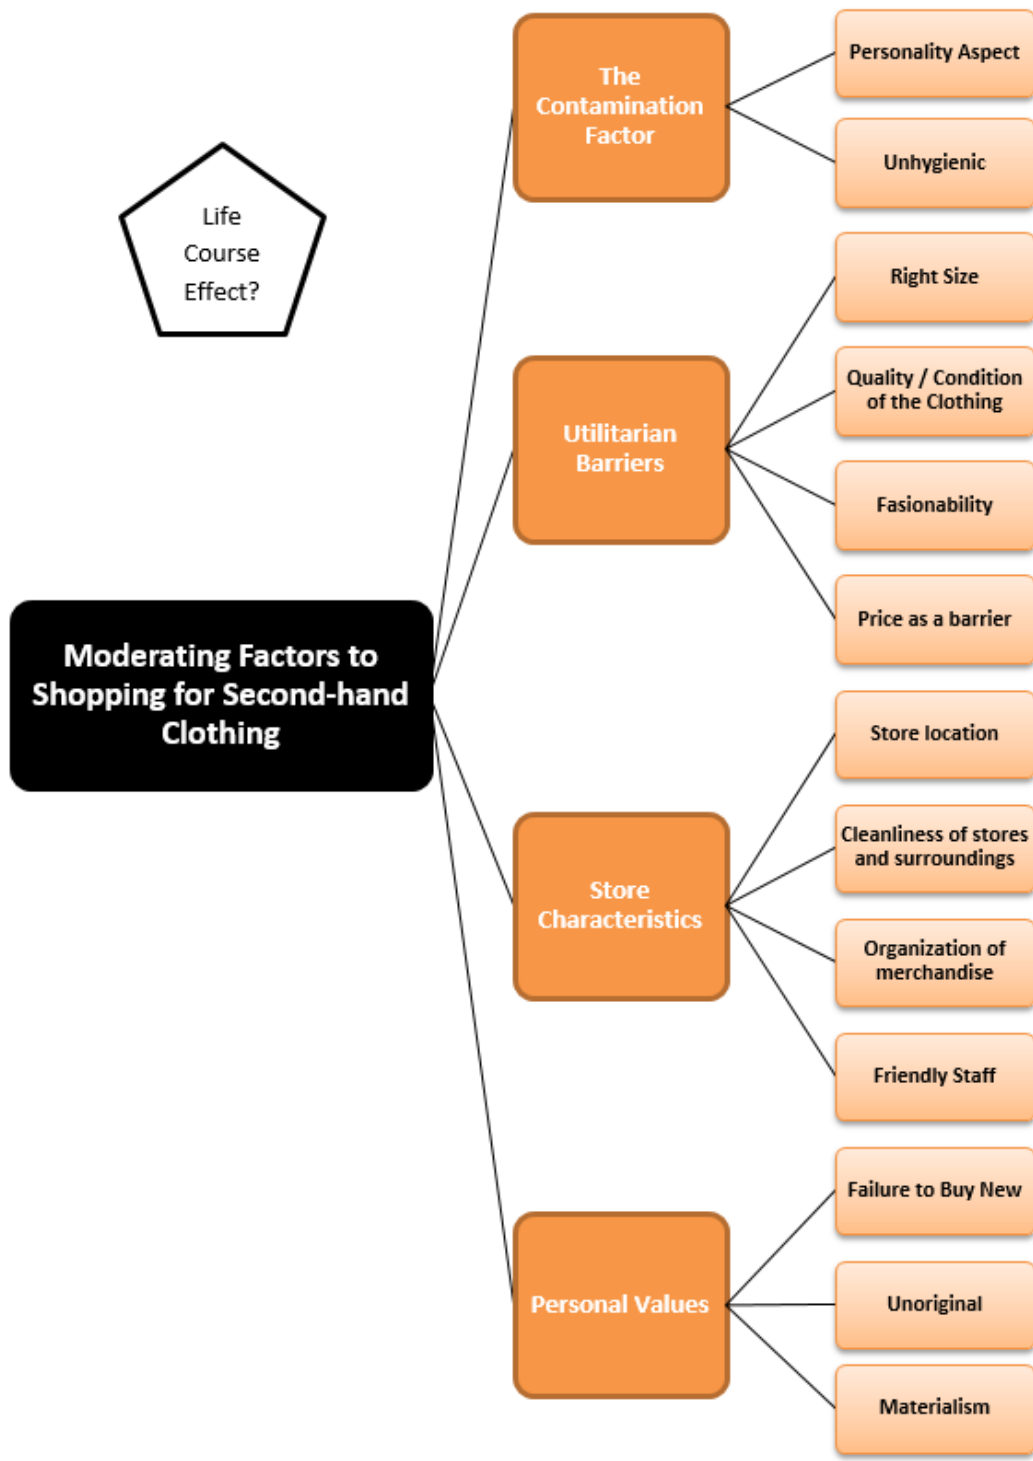 The
Contamination
Factor
Personality Aspect
Unhygienic
Life
Course
Effect?
Utilitarian
Barriers
Right Size
Quality / Condition
of the Clothing
Fasionability
Price as a barrier
Moderating Factors to
Shopping for Second-hand
Clothing
Store
Characteristics
Store location
Cleanliness of stores
and surroundings
Organization of
merchandise
Friendly Staff
Personal Values
Failure to Buy New
Unoriginal
Materialism